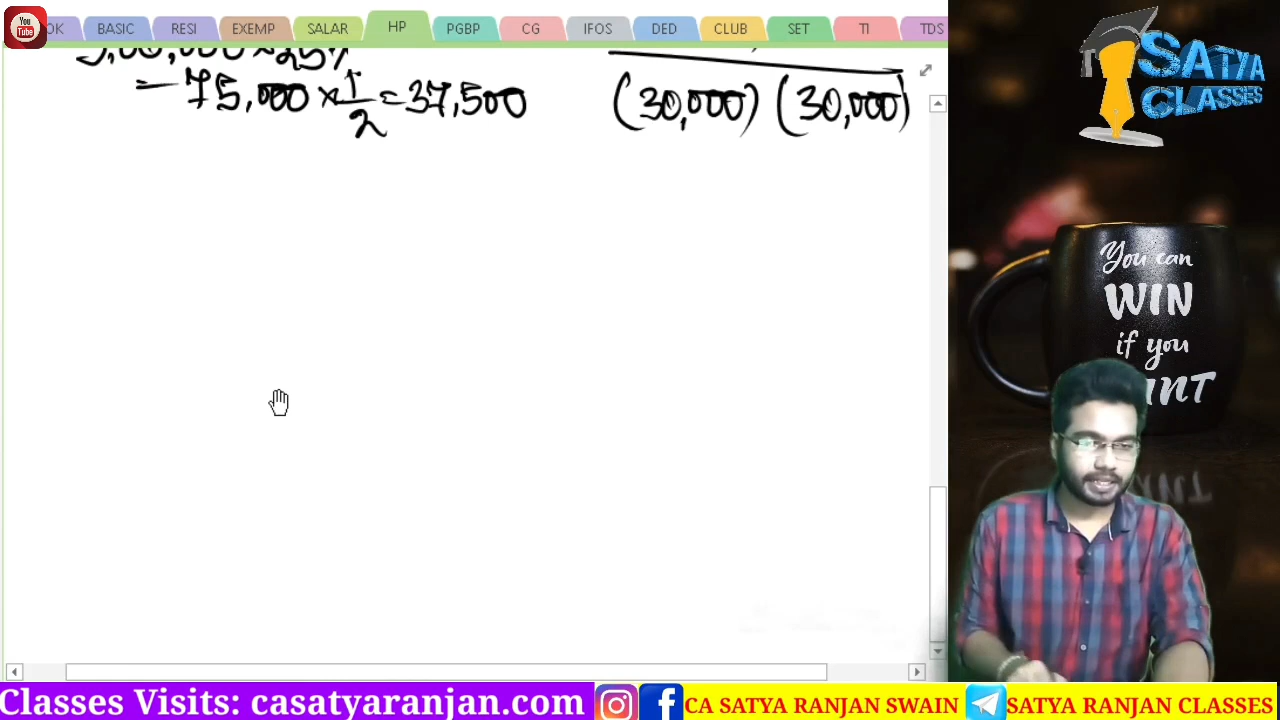 You
Tube
OK BASIC RESI EXEMP SALAR HP PGBP CG IFOS DED CLUB SET TI TDS
SATYA
CLASSES
= 75,000 × 1/2 = 37,500 (30,000) (30,000)
You can
WIN
if you
Classes Visits: casatyaranjan.com CA SATYA RANJAN SWAIN SATYA RANJAN CLASSES